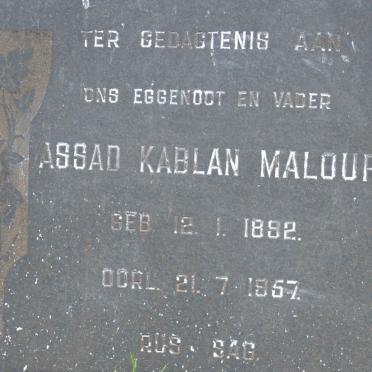 TER GEDAGTENIS AAN
ONS EGGENOOT EN VADER
ASSAD KABLAN MALOUF
GEB. 12. 1. 1892.
OORL. 21. 7. 1957.
RUS SAG.